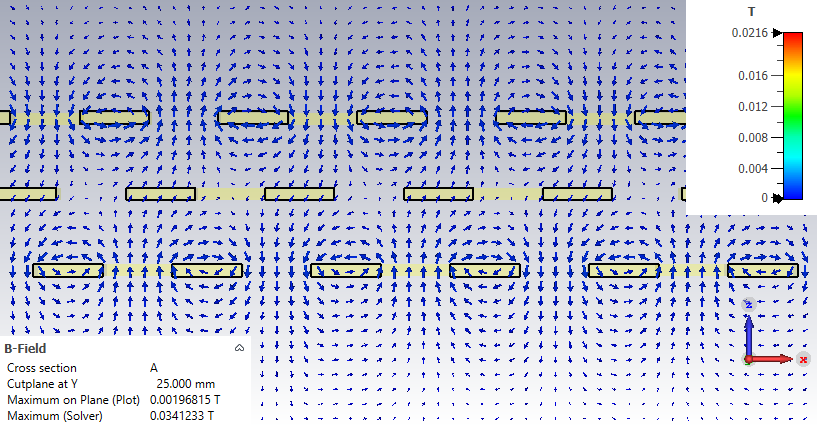 T
0.0216
0.016
0.012
0.008
0.004
0
B-Field
Cross section A
Cutplane at Y 25.000 mm
Maximum on Plane (Plot) 0.00196815 T
Maximum (Solver) 0.0341233 T
z
x